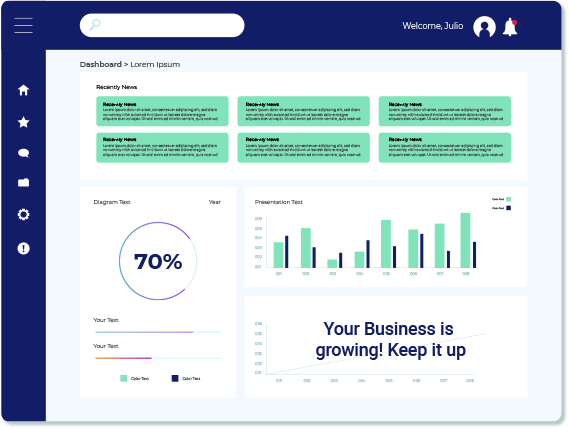 Welcome, Julio
Dashboard > Lorem Ipsum
Recently News
Recently News
Lorem ipsum dolor sit amet, consectetuer adipiscing elit, sed diam
nonummy nibh euismod tincidunt ut laoreet dolore magna
aliquam erat volutpat. Ut wisi enim ad minim veniam, quis nostrud
Recently News
Lorem ipsum dolor sit amet, consectetuer adipiscing elit, sed diam
nonummy nibh euismod tincidunt ut laoreet dolore magna
aliquam erat volutpat. Ut wisi enim ad minim veniam, quis nostrud
Recently News
Lorem ipsum dolor sit amet, consectetuer adipiscing elit, sed diam
nonummy nibh euismod tincidunt ut laoreet dolore magna
aliquam erat volutpat. Ut wisi enim ad minim veniam, quis nostrud
Recently News
Lorem ipsum dolor sit amet, consectetuer adipiscing elit, sed diam
nonummy nibh euismod tincidunt ut laoreet dolore magna
aliquam erat volutpat. Ut wisi enim ad minim veniam, quis nostrud
Recently News
Lorem ipsum dolor sit amet, consectetuer adipiscing elit, sed diam
nonummy nibh euismod tincidunt ut laoreet dolore magna
aliquam erat volutpat. Ut wisi enim ad minim veniam, quis nostrud
Recently News
Lorem ipsum dolor sit amet, consectetuer adipiscing elit, sed diam
nonummy nibh euismod tincidunt ut laoreet dolore magna
aliquam erat volutpat. Ut wisi enim ad minim veniam, quis nostrud
Diagram Text Year
70%
Your Text
Your Text
Color Text Color Text
Presentation Text
Color Text
Color Text
006
005
004
003
002
001
001 002 003 004 005 006 007 008
Your Business is
growing! Keep it up
001 002 003 004 005 006 007 008